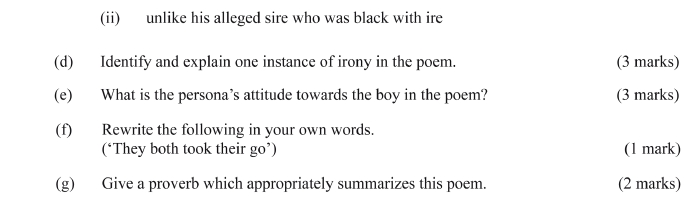 (ii) unlike his alleged sire who was black with ire
(d) Identify and explain one instance of irony in the poem. (3 marks)
(e) What is the persona's attitude towards the boy in the poem? (3 marks)
(f) Rewrite the following in your own words.
('They both took their go') (1 mark)
(g) Give a proverb which appropriately summarizes this poem. (2 marks)